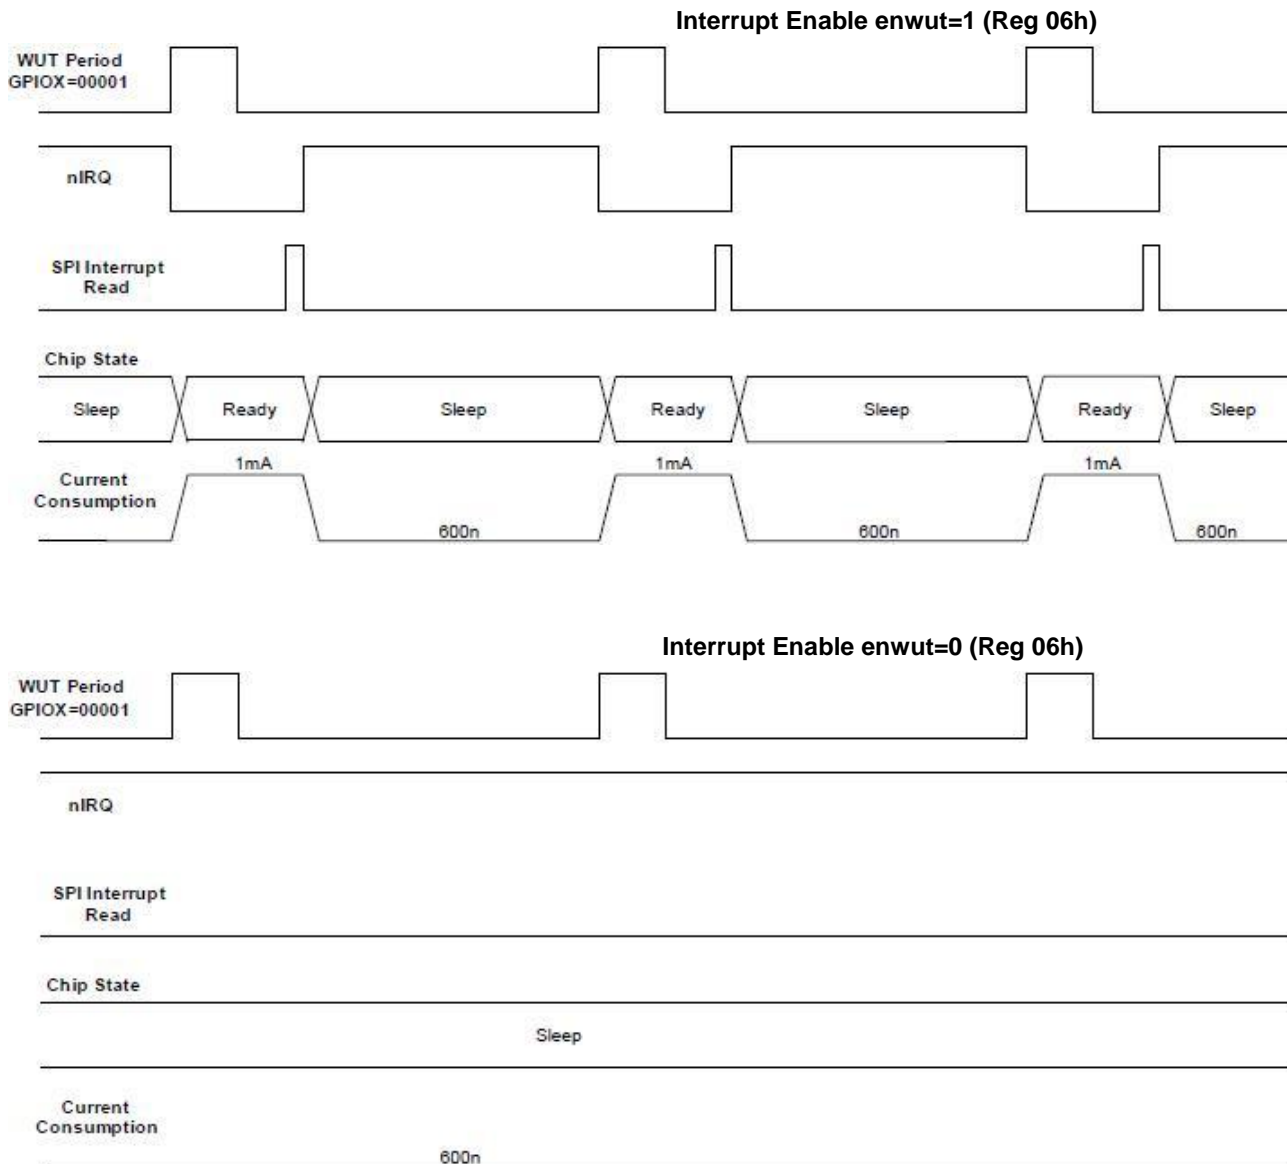 Interrupt Enable enwut=1 (Reg 06h)
WUT Period
GPIOX=00001
nIRQ
SPI Interrupt
Read
Chip State
Sleep Ready Sleep Ready Sleep Ready Sleep
1mA 1mA 1mA
Current
Consumption
600n 600n 600n
Interrupt Enable enwut=0 (Reg 06h)
WUT Period
GPIOX=00001
nIRQ
SPI Interrupt
Read
Chip State
Sleep
Current
Consumption
600n